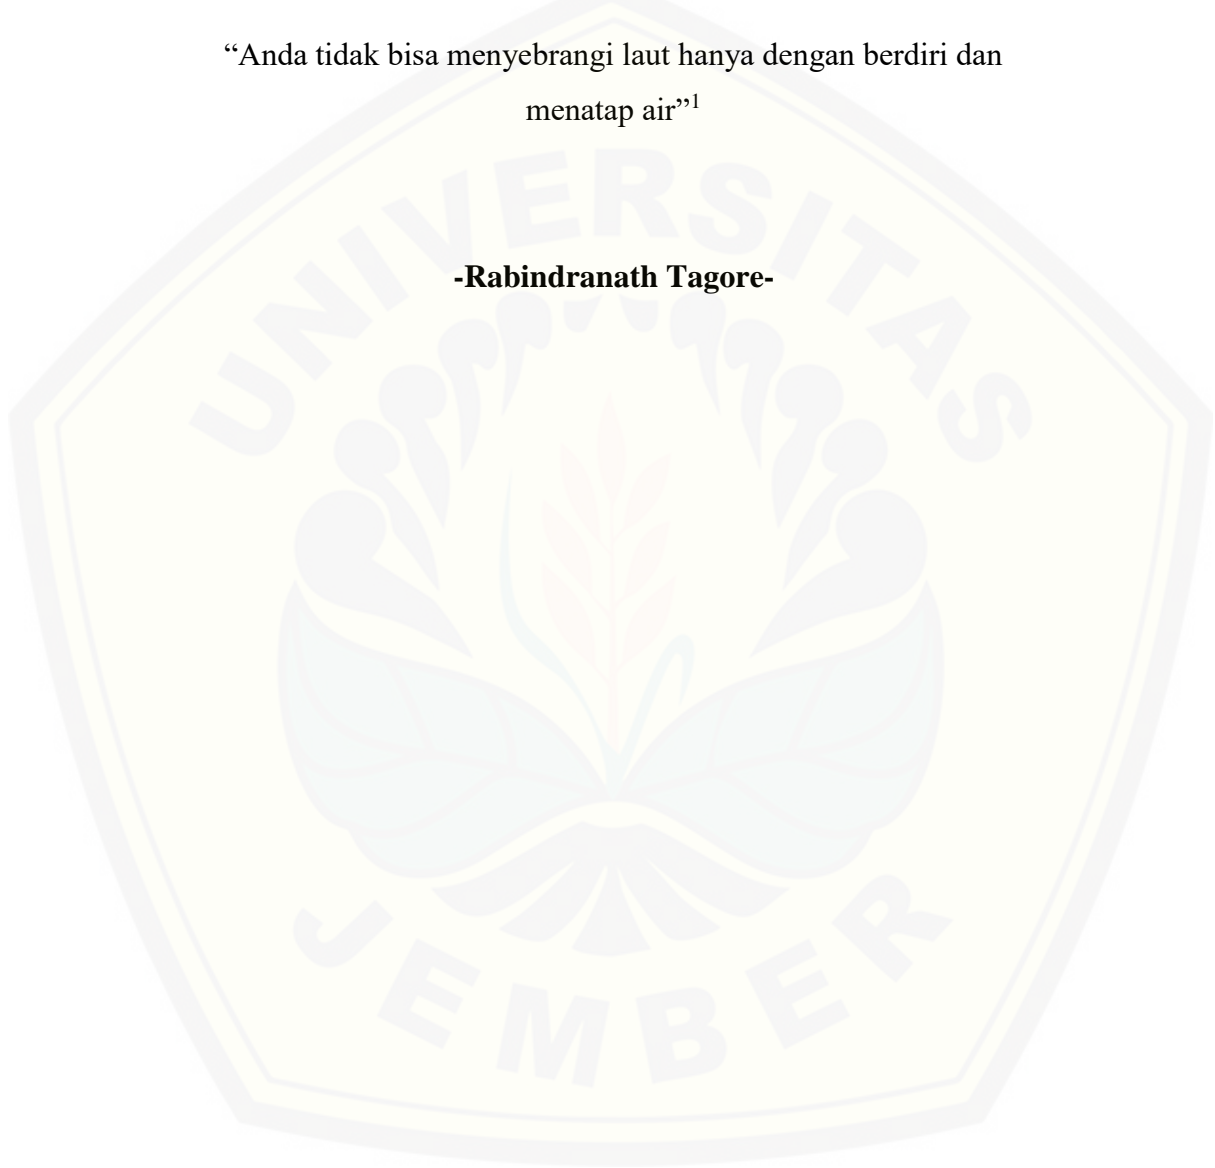 “Anda tidak bisa menyebrangi laut hanya dengan berdiri dan
menatap air”¹
-Rabindranath Tagore-
UNIVERSITAS
JEMBER